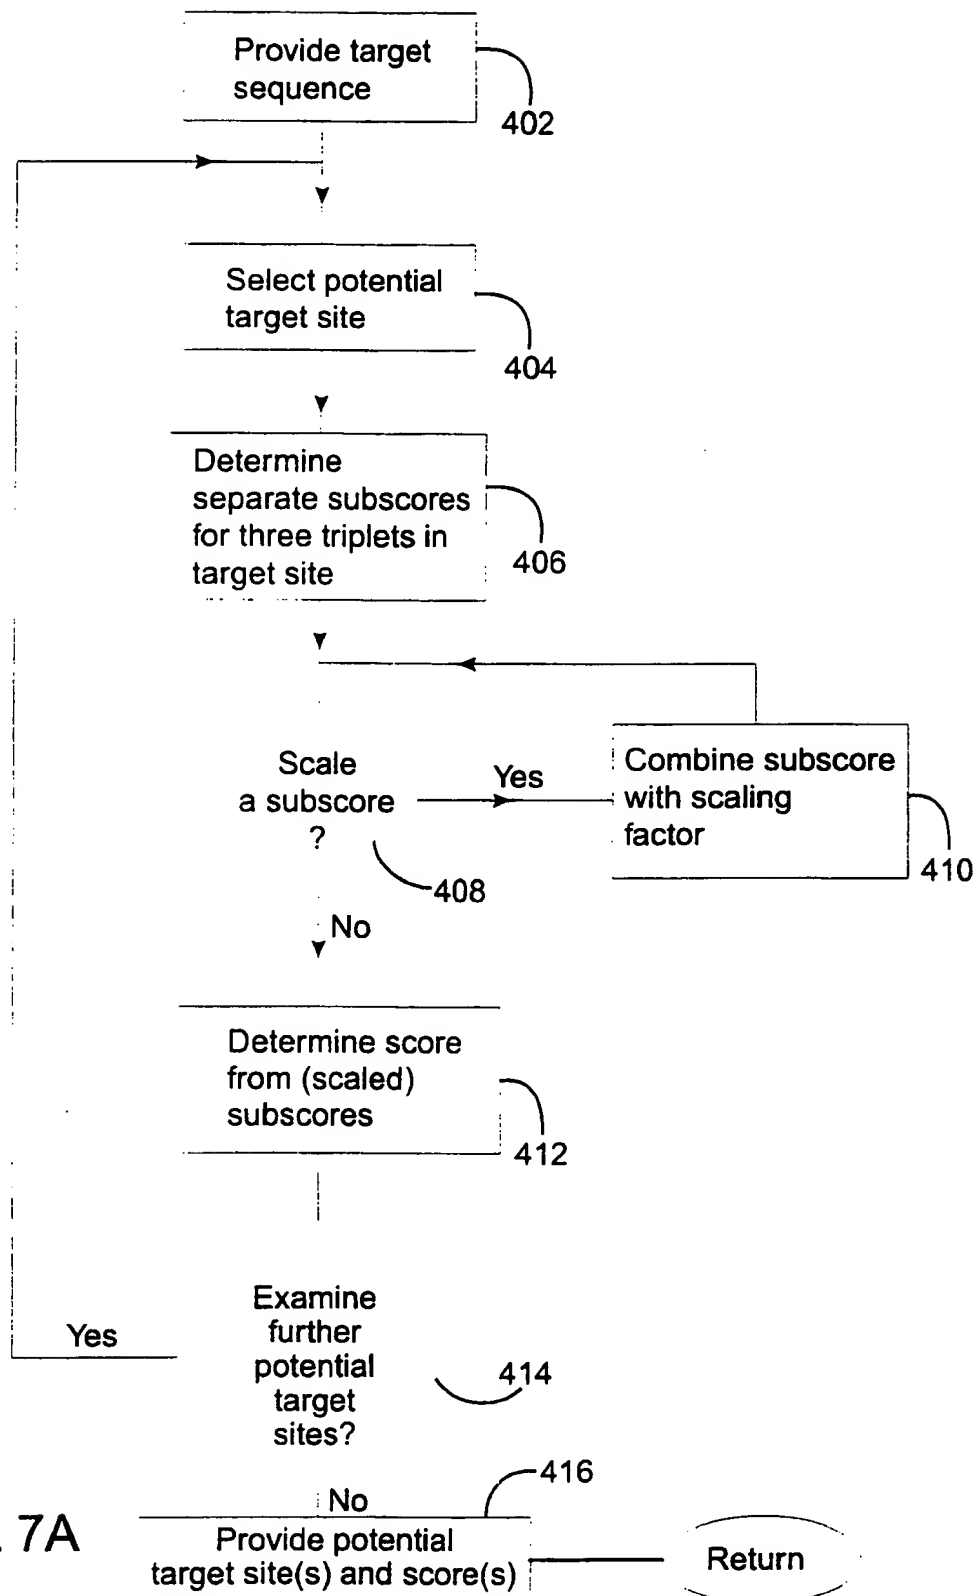 Provide target
sequence
402
Select potential
target site
404
Determine
separate subscores
for three triplets in
target site
406
Scale
a subscore
?
Yes
408
Combine subscore
with scaling
factor
410
No
Determine score
from (scaled)
subscores
412
Examine
further
potential
target
sites?
Yes
414
416
No
. 7A
Provide potential
target site(s) and score(s)
Return